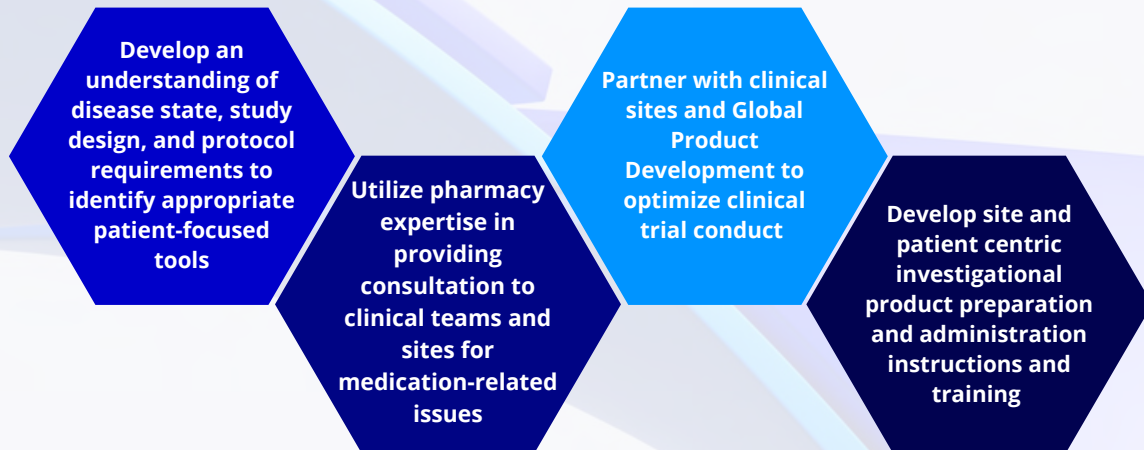 Develop an
understanding of
disease state, study
design, and protocol
requirements to
identify appropriate
patient-focused
tools
Utilize pharmacy
expertise in
providing
consultation to
clinical teams and
sites for
medication-related
issues
Partner with clinical
sites and Global
Product
Development to
optimize clinical
trial conduct
Develop site and
patient centric
investigational
product preparation
and administration
instructions and
training